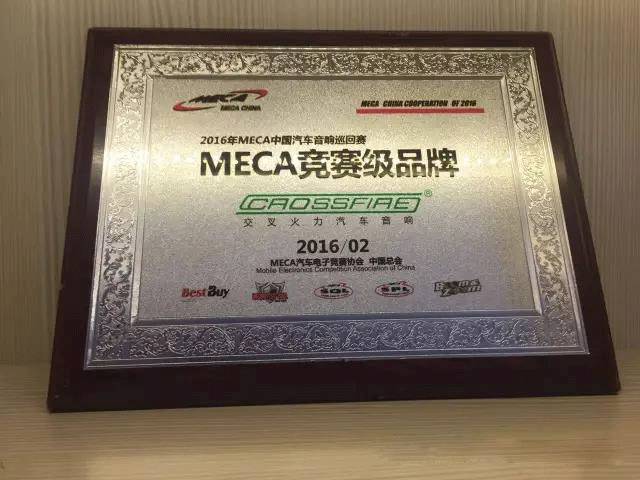 MECA
MECA CHINA
MECA CHINA COOPERATION OF 2016
2016年MECA中国汽车音响巡回赛
MECA竞赛级品牌
CROSSFIRE®
交叉火力汽车音响
2016/02
MECA汽车电子竞赛协会 中国总会
Mobile Electronics Competition Association of China
BestBuy
SQL
SPL